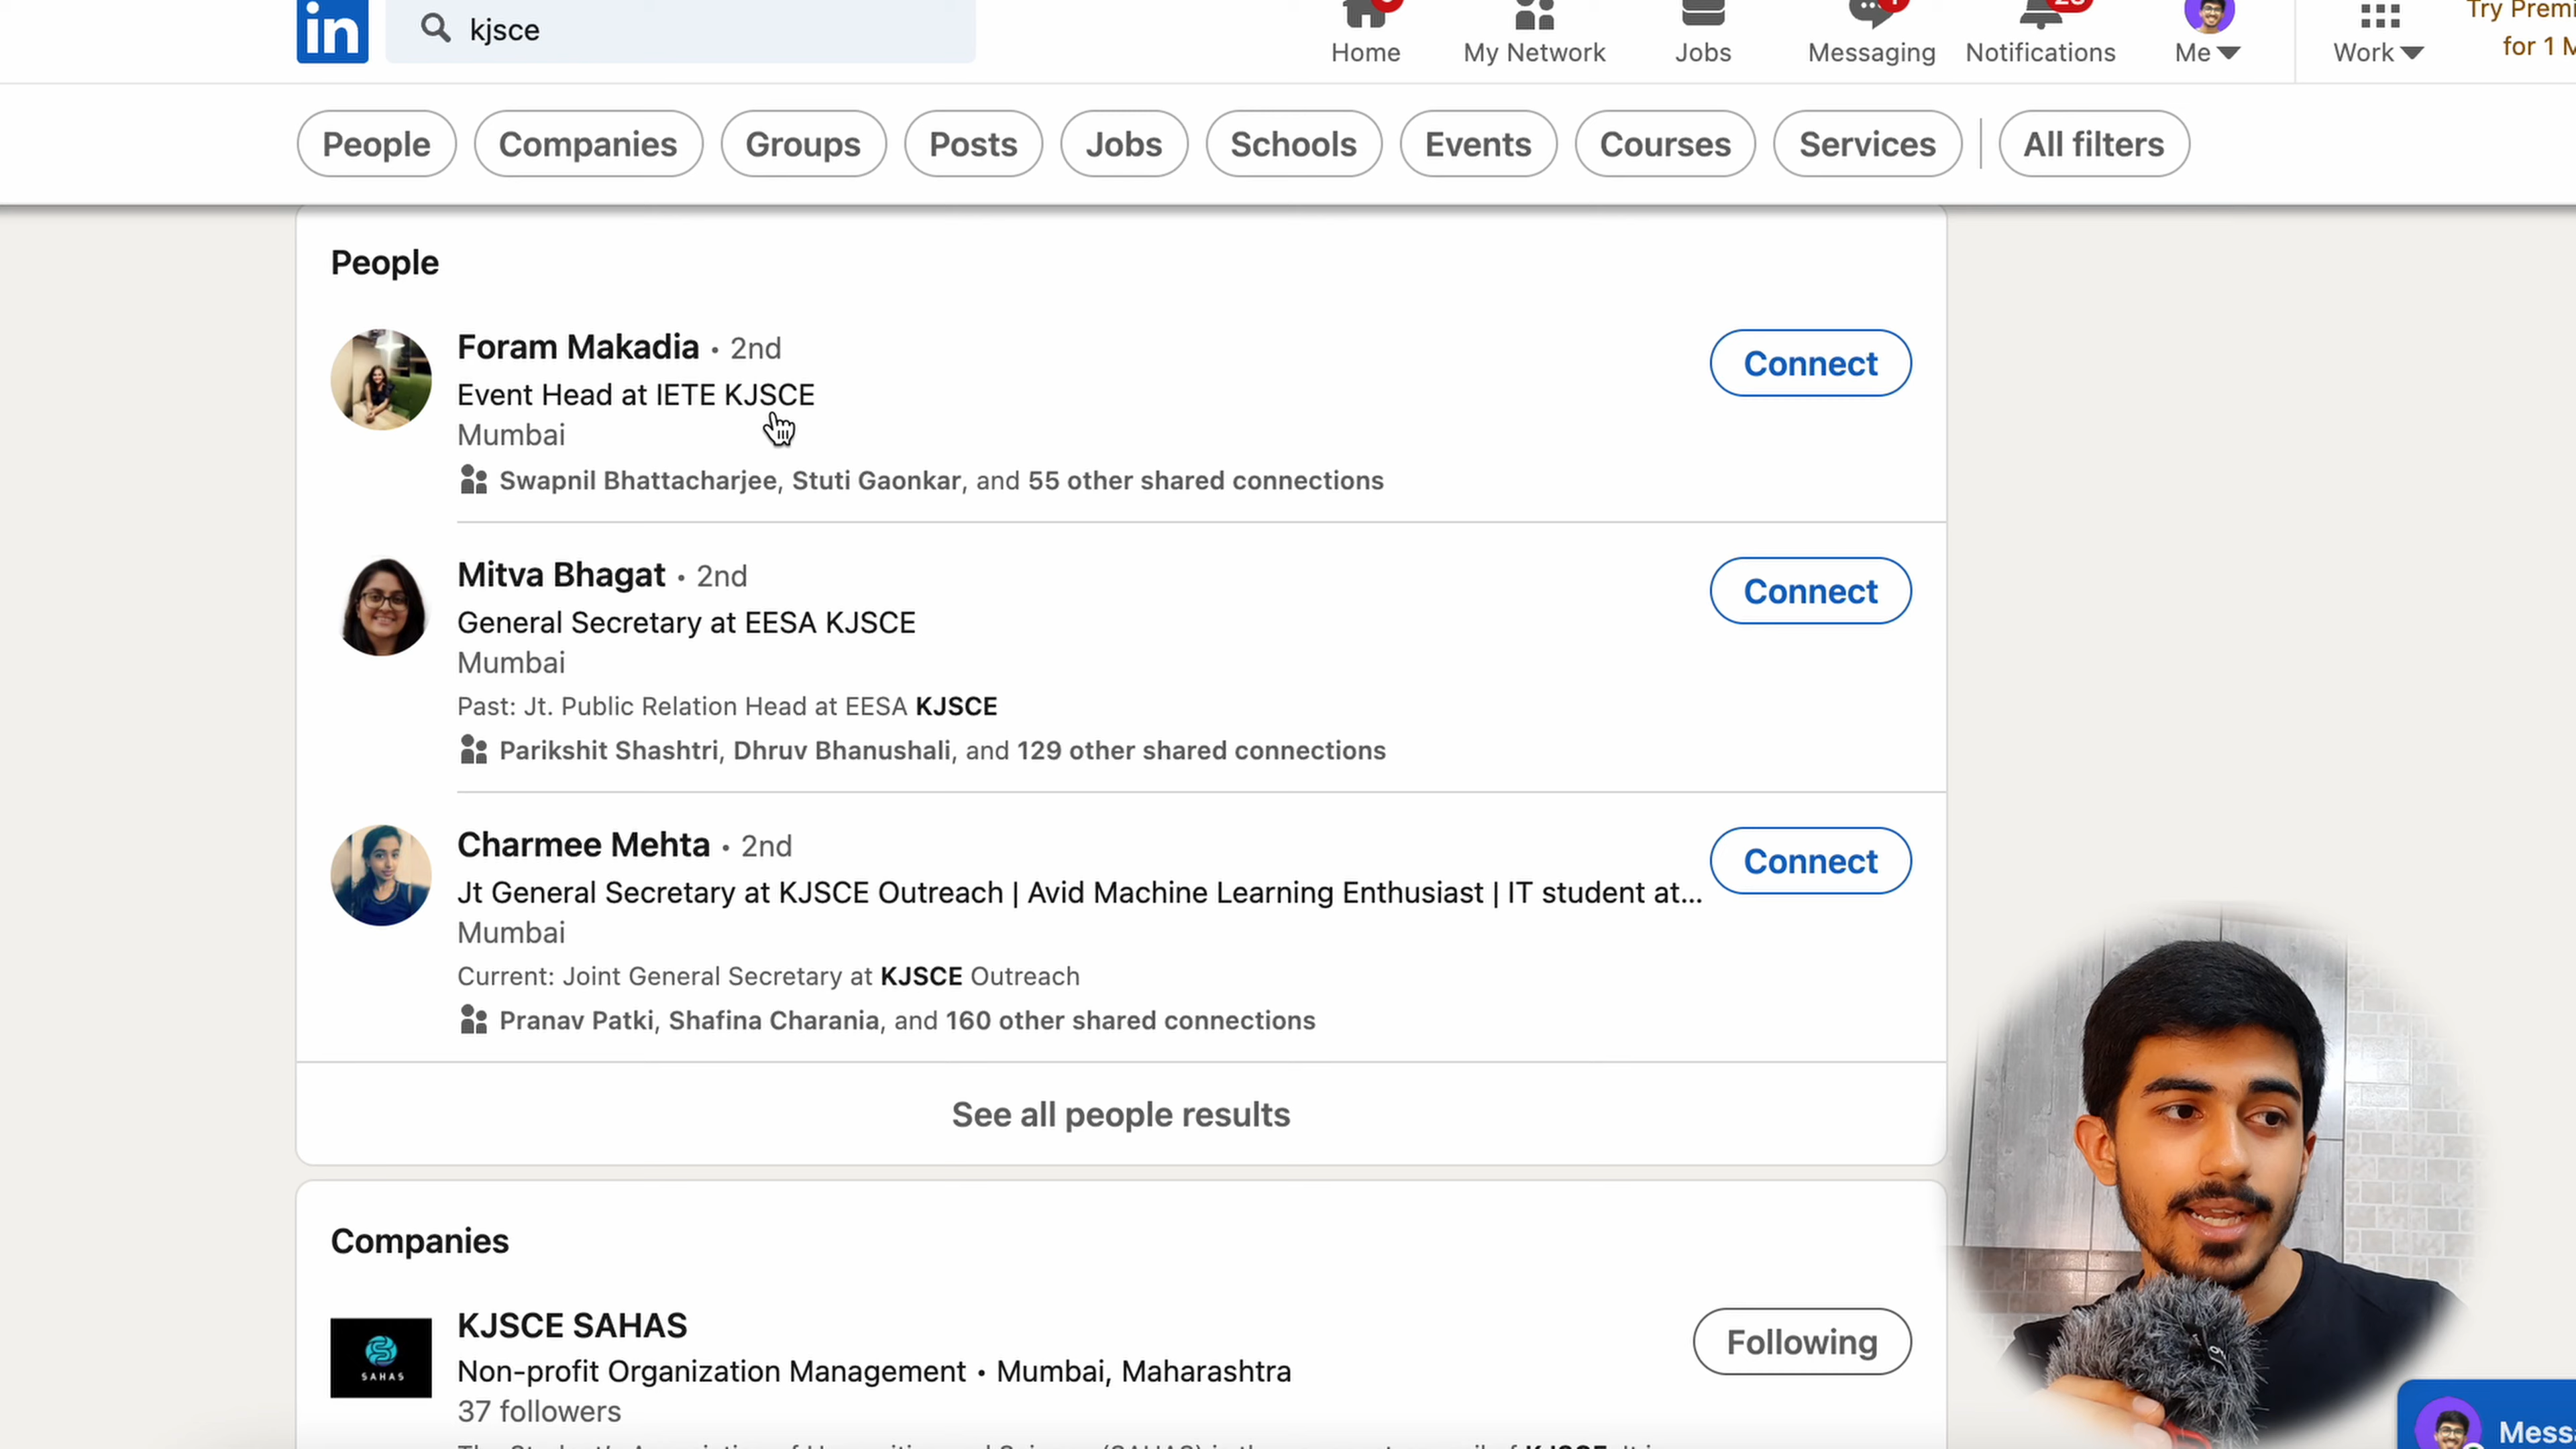 in
kjsce
Home
My Network
Jobs
Messaging
Notifications
Me
Work
Try Premi
for 1 M
People
Companies
Groups
Posts
Jobs
Schools
Events
Courses
Services
All filters
People
Foram Makadia • 2nd
Event Head at IETE KJSCE
Mumbai
Swapnil Bhattacharjee, Stuti Gaonkar, and 55 other shared connections
Connect
Mitva Bhagat • 2nd
General Secretary at EESA KJSCE
Mumbai
Past: Jt. Public Relation Head at EESA KJSCE
Parikshit Shashtri, Dhruv Bhanushali, and 129 other shared connections
Connect
Charmee Mehta • 2nd
Jt General Secretary at KJSCE Outreach | Avid Machine Learning Enthusiast | IT student at...
Mumbai
Current: Joint General Secretary at KJSCE Outreach
Pranav Patki, Shafina Charania, and 160 other shared connections
Connect
See all people results
Companies
SAHAS
KJSCE SAHAS
Non-profit Organization Management • Mumbai, Maharashtra
37 followers
Following
Mess